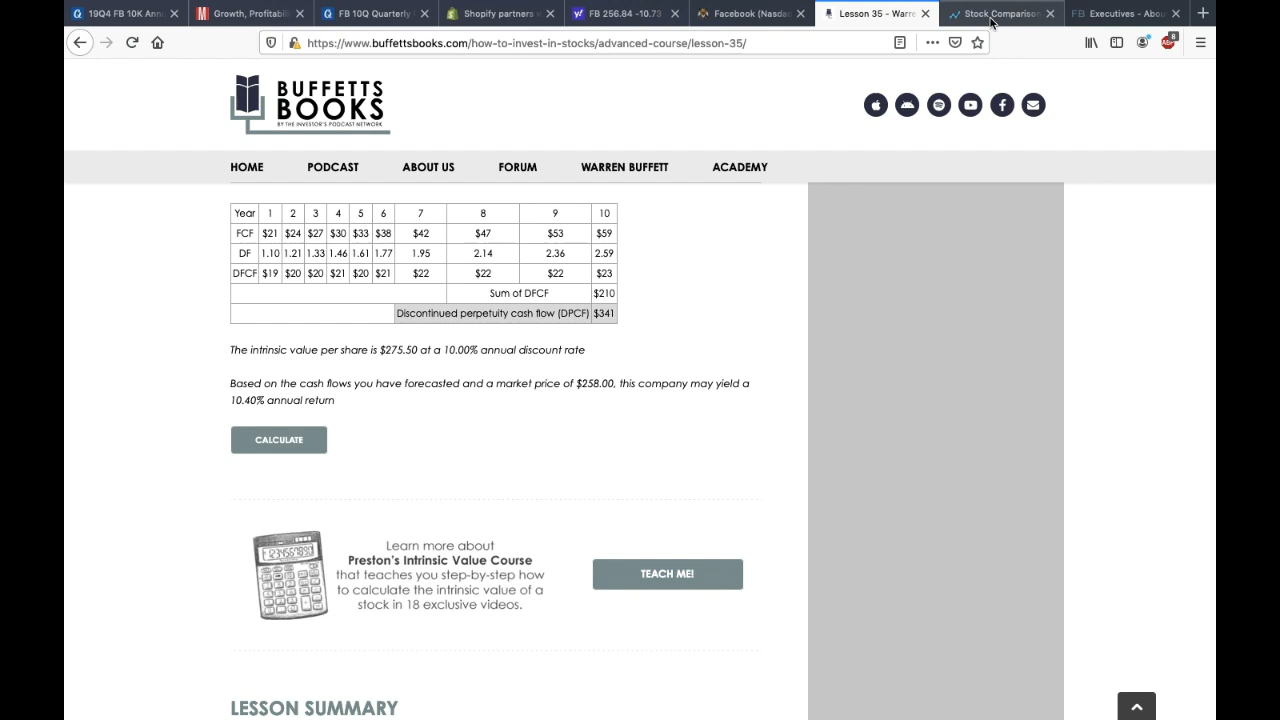 19Q4 FB 10K Ann
Growth, Profitabil
FB 10Q Quarterly
Shopify partners w
FB 256.84 -10.73
Facebook (Nasdaq
Lesson 35 - Warre
Stock Comparison
FB Executives - Abou
https://www.buffettsbooks.com/how-to-invest-in-stocks/advanced-course/lesson-35/
8
BUFFETTS
BOOKS
BY THE INVESTOR'S PODCAST NETWORK
HOME PODCAST ABOUT US FORUM WARREN BUFFETT ACADEMY
Year 1 2 3 4 5 6 7 8 9 10
FCF $21 $24 $27 $30 $33 $38 $42 $47 $53 $59
DF 1.10 1.21 1.33 1.46 1.61 1.77 1.95 2.14 2.36 2.59
DFCF $19 $20 $20 $21 $20 $21 $22 $22 $22 $23
Sum of DFCF $210
Discontinued perpetuity cash flow (DPCF) $341
The intrinsic value per share is $275.50 at a 10.00% annual discount rate
Based on the cash flows you have forecasted and a market price of $258.00, this company may yield a
10.40% annual return
CALCULATE
Learn more about
Preston's Intrinsic Value Course
that teaches you step-by-step how
to calculate the intrinsic value of a
stock in 18 exclusive videos.
TEACH ME!
LESSON SUMMARY